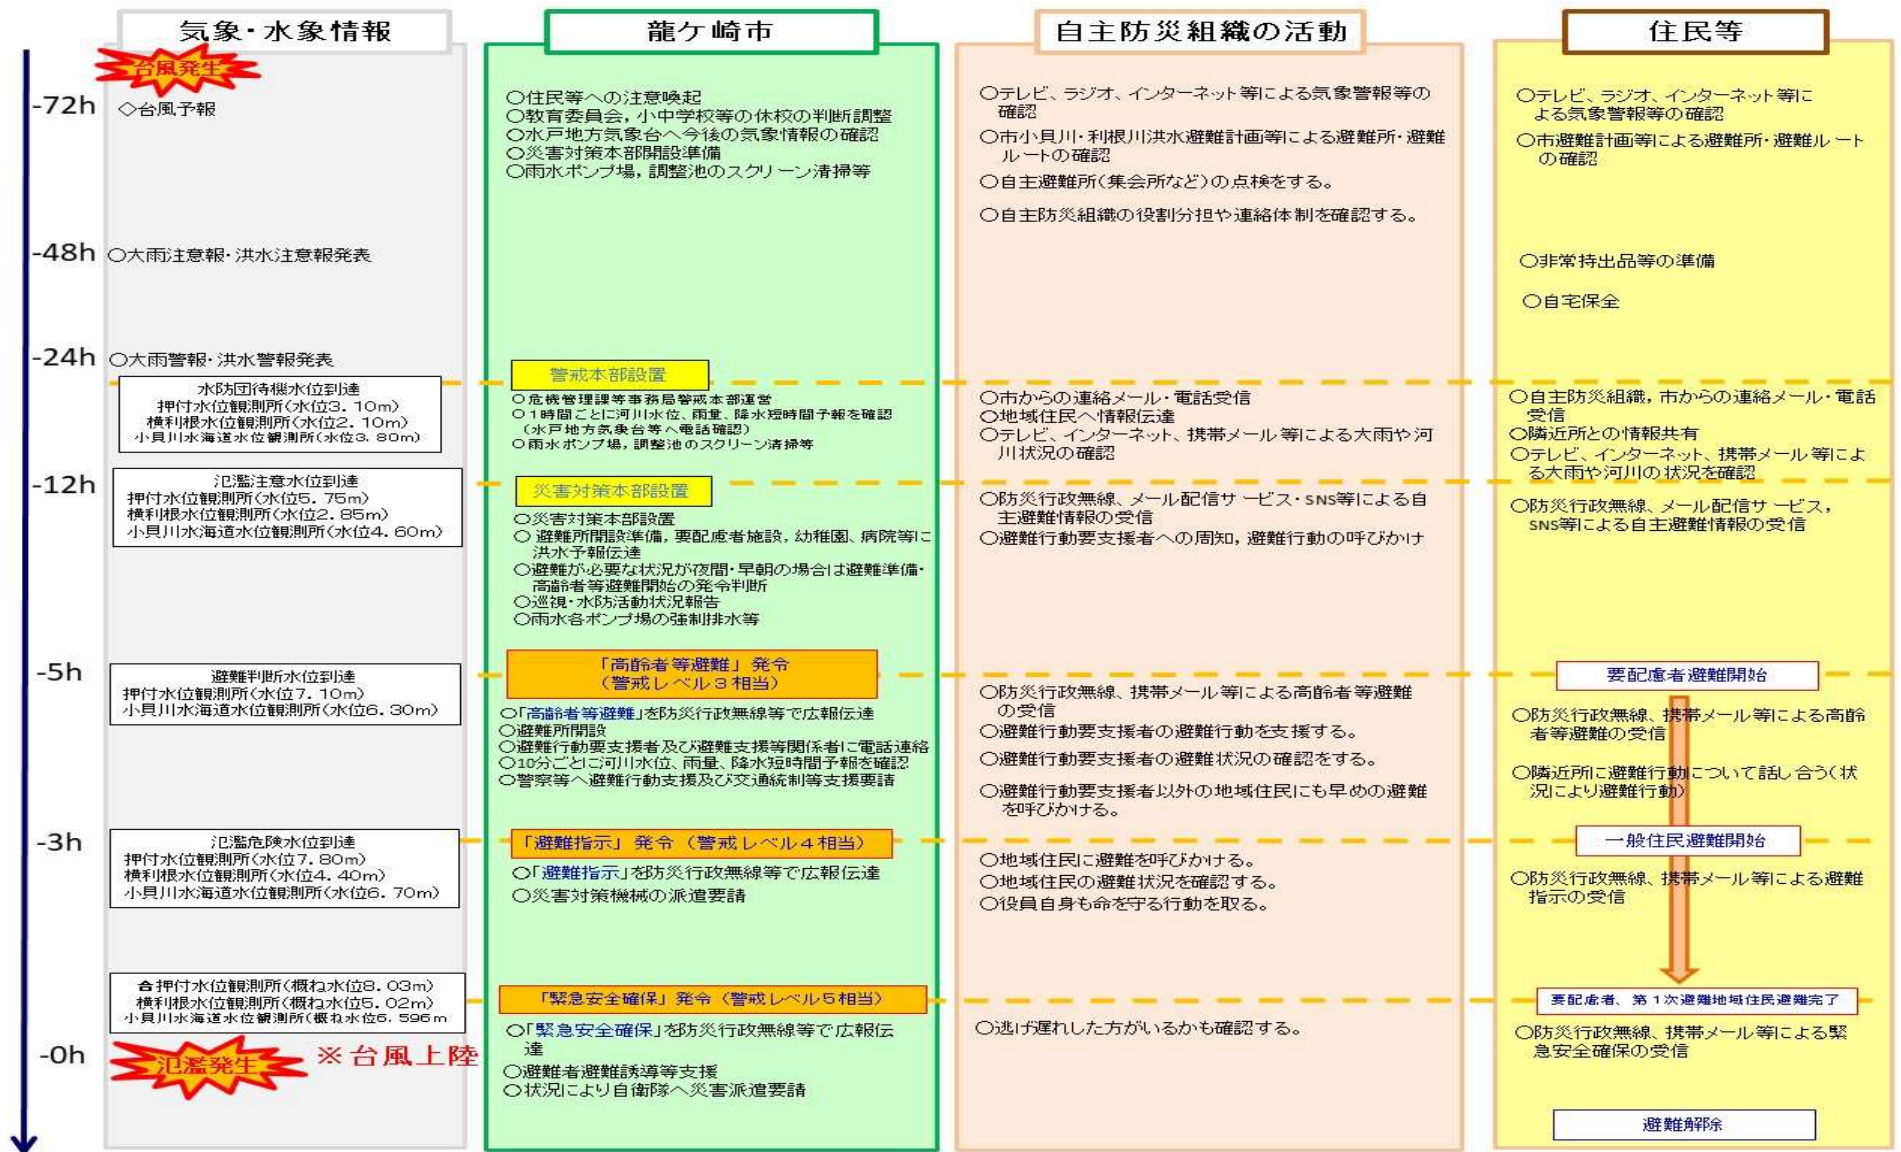 気象・水象情報
台風発生
-72h
◇台風予報
-48h
○大雨注意報・洪水注意報発表
-24h
○大雨警報・洪水警報発表
水防団待機水位到達
押付水位観測所(水位3.10m)
横利根水位観測所(水位2.10m)
小貝川水海道水位観測所(水位3.80m)
-12h
氾濫注意水位到達
押付水位観測所(水位5.75m)
横利根水位観測所(水位2.85m)
小貝川水海道水位観測所(水位4.60m)
-5h
避難判断水位到達
押付水位観測所(水位7.10m)
小貝川水海道水位観測所(水位6.30m)
-3h
氾濫危険水位到達
押付水位観測所(水位7.80m)
横利根水位観測所(水位4.40m)
小貝川水海道水位観測所(水位6.70m)
合押付水位観測所(概ね水位8.03m)
横利根水位観測所(概ね水位5.02m)
小貝川水海道水位観測所(概ね水位6.596m
-0h
氾濫発生
※台風上陸
龍ケ崎市
○住民等への注意喚起
○教育委員会,小中学校等の休校の判断調整
○水戸地方気象台へ今後の気象情報の確認
○災害対策本部開設準備
○雨水ポンプ場,調整池のスクリーン清掃等
警戒本部設置
○危機管理課等事務局警戒本部運営
○1時間ごとに河川水位、雨量、降水短時間予報を確認
(水戸地方気象台等へ電話確認)
○雨水ポンプ場,調整池のスクリーン清掃等
災害対策本部設置
○災害対策本部設置
○避難所開設準備,要配慮者施設,幼稚園、病院等に
洪水予報伝達
○避難が必要な状況が夜間・早朝の場合は避難準備・
高齢者等避難開始の発令判断
○巡視・水防活動状況報告
○雨水各ポンプ場の強制排水等
「高齢者等避難」発令
(警戒レベル3相当)
○「高齢者等避難」を防災行政無線等で広報伝達
○避難所開設
○避難行動要支援者及び避難支援等関係者に電話連絡
○10分ごとに河川水位、雨量、降水短時間予報を確認
○警察等へ避難行動支援及び交通統制等支援要請
「避難指示」発令(警戒レベル4相当)
○「避難指示」を防災行政無線等で広報伝達
○災害対策機械の派遣要請
「緊急安全確保」発令(警戒レベル5相当)
○「緊急安全確保」を防災行政無線等で広報伝
達
○避難者避難誘導等支援
○状況により自衛隊へ災害派遣要請
自主防災組織の活動
○テレビ、ラジオ、インターネット等による気象警報等の
確認
○市小貝川・利根川洪水避難計画等による避難所・避難
ルートの確認
○自主避難所(集会所など)の点検をする。
○自主防災組織の役割分担や連絡体制を確認する。
○市からの連絡メール・電話受信
○地域住民へ情報伝達
○テレビ、インターネット、携帯メール等による大雨や河
川状況の確認
○防災行政無線、メール配信サービス・SNS等による自
主避難情報の受信
○避難行動要支援者への周知,避難行動の呼びかけ
○防災行政無線、携帯メール等による高齢者等避難
の受信
○避難行動要支援者の避難行動を支援する。
○避難行動要支援者の避難状況の確認をする。
○避難行動要支援者以外の地域住民にも早めの避難
を呼びかける。
○地域住民に避難を呼びかける。
○地域住民の避難状況を確認する。
○役員自身も命を守る行動を取る。
○逃げ遅れした方がいるかも確認する。
住民等
○テレビ、ラジオ、インターネット等に
よる気象警報等の確認
○市避難計画等による避難所・避難ルート
の確認
○非常持出品等の準備
○自宅保全
○自主防災組織,市からの連絡メール・電話
受信
○隣近所との情報共有
○テレビ、インターネット、携帯メール等によ
る大雨や河川の状況を確認
○防災行政無線、メール配信サービス,
SNS等による自主避難情報の受信
要配慮者避難開始
○防災行政無線、携帯メール等による高齢
者等避難の受信
○隣近所に避難行動について話し合う(状
況により避難行動)
一般住民避難開始
○防災行政無線、携帯メール等による避難
指示の受信
要配慮者、第1次避難地域住民避難完了
○防災行政無線、携帯メール等による緊
急安全確保の受信
避難解除